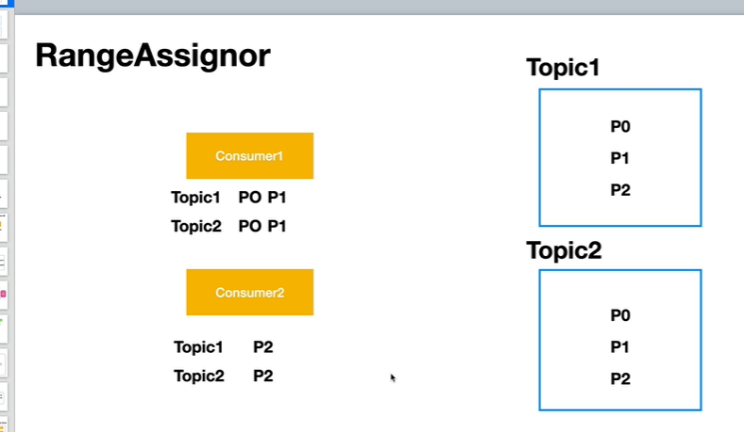 RangeAssignor
Consumer1
Topic1 PO P1
Topic2 PO P1
Consumer2
Topic1 P2
Topic2 P2
Topic1
P0
P1
P2
Topic2
P0
P1
P2